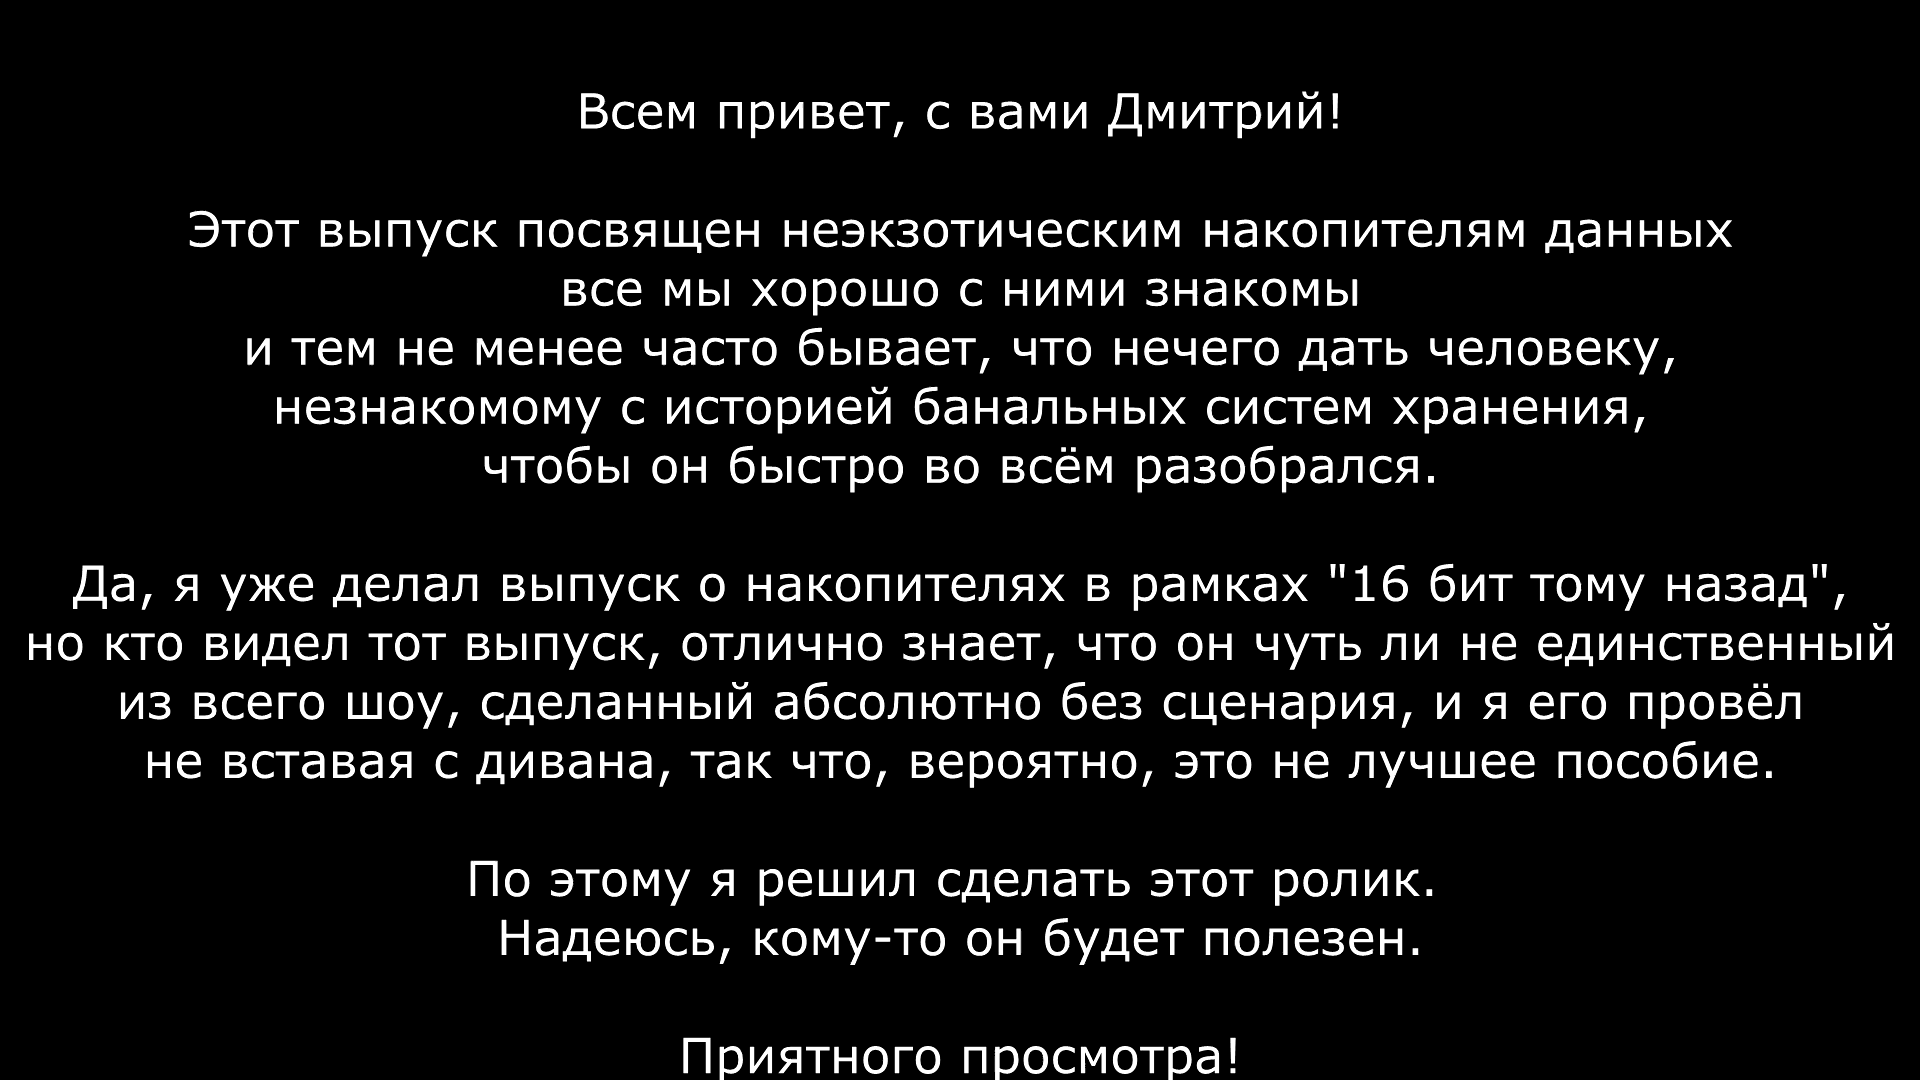 Всем привет, с вами Дмитрий!
Этот выпуск посвящен неэкзотическим накопителям данных
все мы хорошо с ними знакомы
и тем не менее часто бывает, что нечего дать человеку,
незнакомому с историей банальных систем хранения,
чтобы он быстро во всём разобрался.
Да, я уже делал выпуск о накопителях в рамках "16 бит тому назад",
но кто видел тот выпуск, отлично знает, что он чуть ли не единственный
из всего шоу, сделанный абсолютно без сценария, и я его провёл
не вставая с дивана, так что, вероятно, это не лучшее пособие.
По этому я решил сделать этот ролик.
Надеюсь, кому-то он будет полезен.
Приятного просмотра!